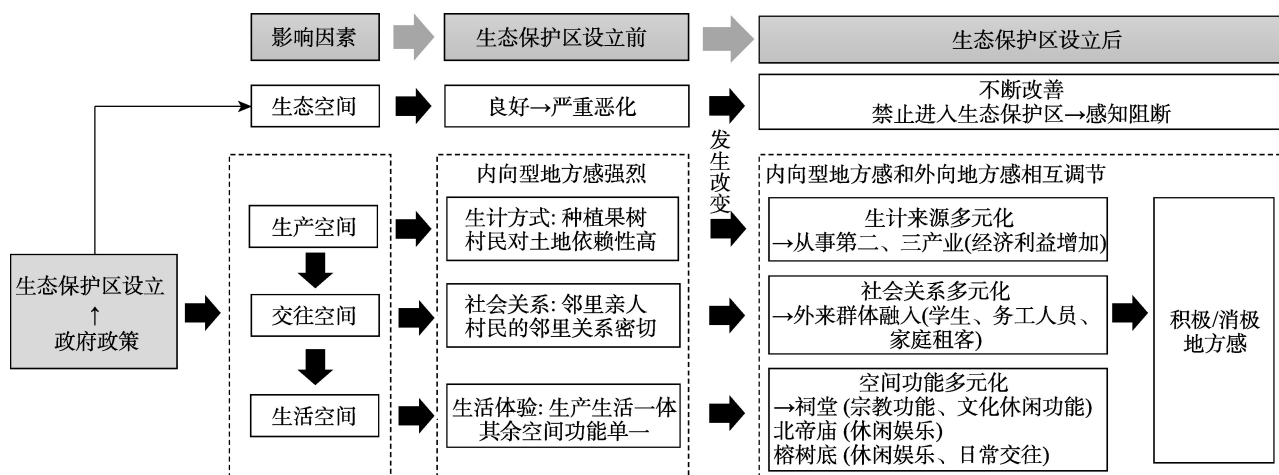 影响因素
生态保护区设立前
生态保护区设立后
生态空间
良好→严重恶化
不断改善
禁止进入生态保护区→感知阻断
发生改变
内向型地方感强烈
内向型地方感和外向地方感相互调节
生产空间
生计方式: 种植果树
村民对土地依赖性高
生计来源多元化
→从事第二、三产业(经济利益增加)
生态保护区设立
↑
政府政策
交往空间
社会关系: 邻里亲人
村民的邻里关系密切
社会关系多元化
→外来群体融入(学生、务工人员、
家庭租客)
积极/消极
地方感
生活空间
生活体验: 生产生活一体
其余空间功能单一
空间功能多元化
→祠堂 (宗教功能、文化休闲功能)
北帝庙 (休闲娱乐)
榕树底 (休闲娱乐、日常交往)